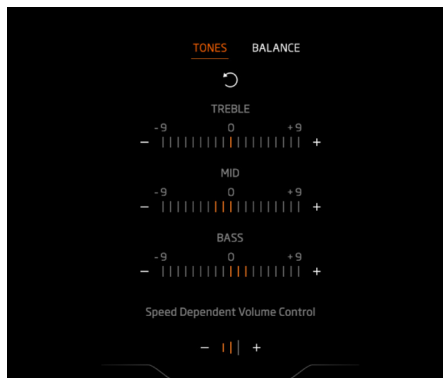 TONES BALANCE
TREBLE
-9 0 +9
- +
MID
-9 0 +9
- +
BASS
-9 0 +9
- +
Speed Dependent Volume Control
- +